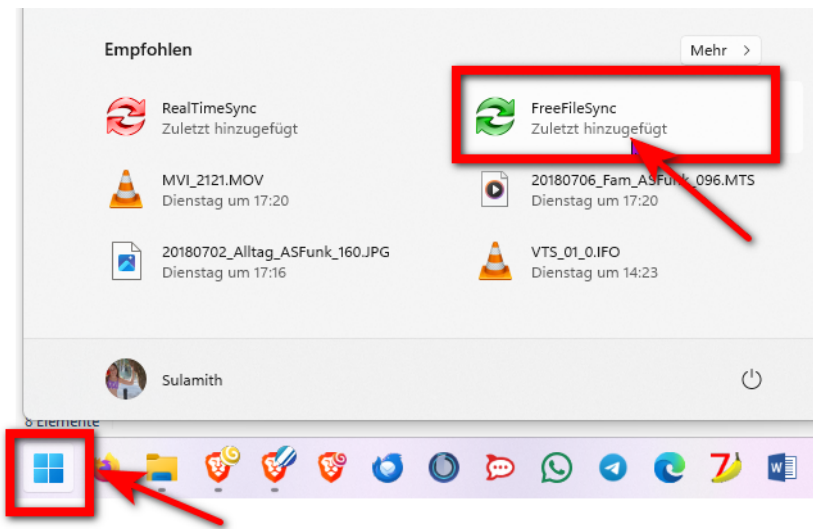 Empfohlen
Mehr >
RealTimeSync
Zuletzt hinzugefügt
FreeFileSync
Zuletzt hinzugefügt
MVI_2121.MOV
Dienstag um 17:20
20180706_Fam_ASFunk_096.MTS
Dienstag um 17:20
20180702_Alltag_ASFunk_160.JPG
Dienstag um 17:16
VTS_01_0.IFO
Dienstag um 14:23
Sulamith
8 Elemente